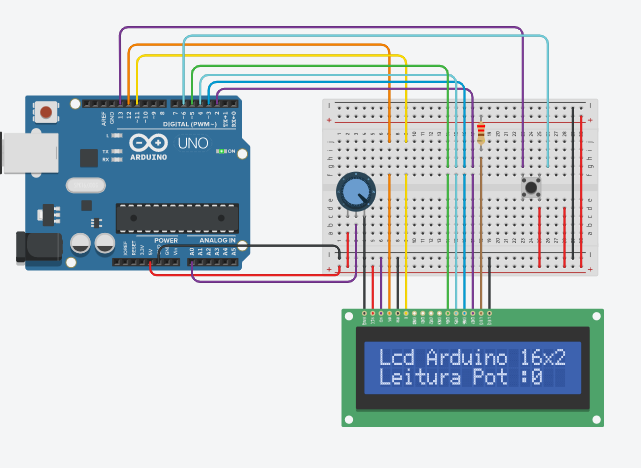 AREF
GND
13
12
~11
~10
~9
8
7
~6
~5
4
~3
2
TX→1
RX←0
L
DIGITAL (PWM~)
TX
RX
UNO
ON
ARDUINO
POWER
ANALOG IN
IOREF
RESET
3.3V
5V
GND
GND
Vin
A0
A1
A2
A3
A4
A5
Lcd Arduino 16x2
Leitura Pot :0